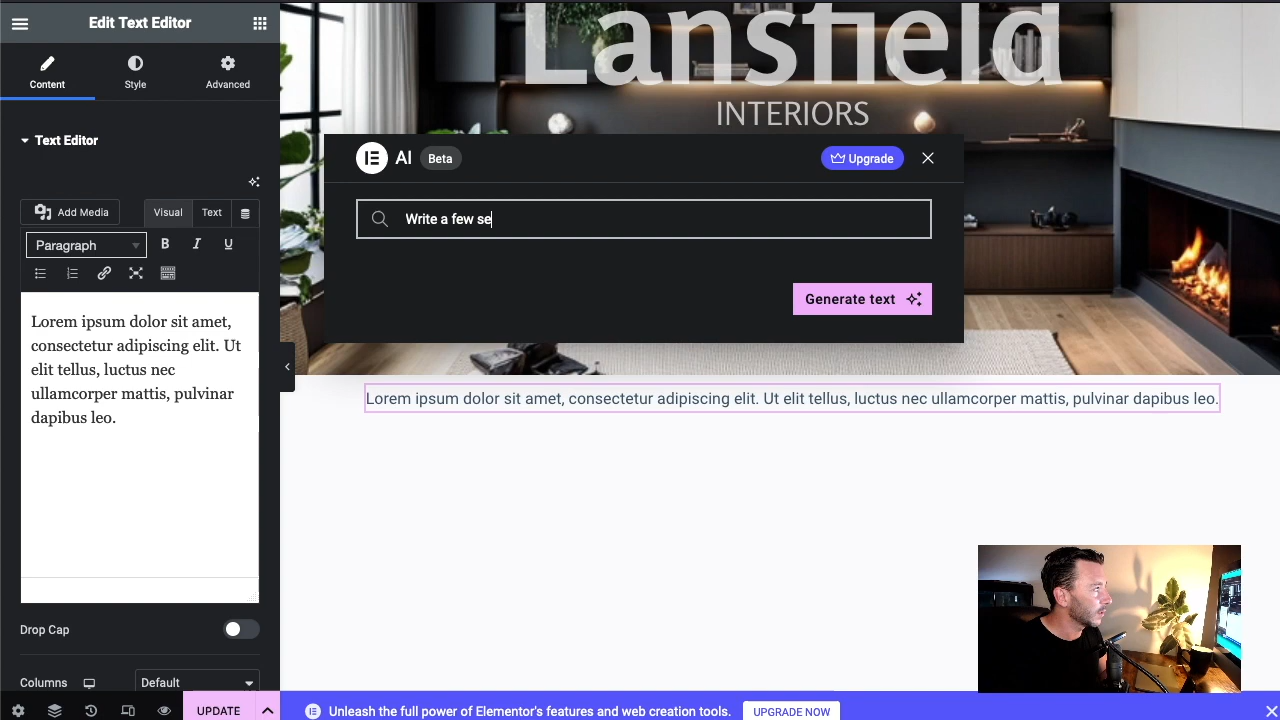 Edit Text Editor
Content
Style
Advanced
Text Editor
Add Media
Visual
Text
Paragraph
B
I
U
Lorem ipsum dolor sit amet,
consectetur adipiscing elit. Ut
elit tellus, luctus nec
ullamcorper mattis, pulvinar
dapibus leo.
Drop Cap
Columns
Default
UPDATE
Lansfield
INTERIORS
AI
Beta
Upgrade
Write a few se
Generate text
Lorem ipsum dolor sit amet, consectetur adipiscing elit. Ut elit tellus, luctus nec ullamcorper mattis, pulvinar dapibus leo.
Unleash the full power of Elementor's features and web creation tools.
UPGRADE NOW